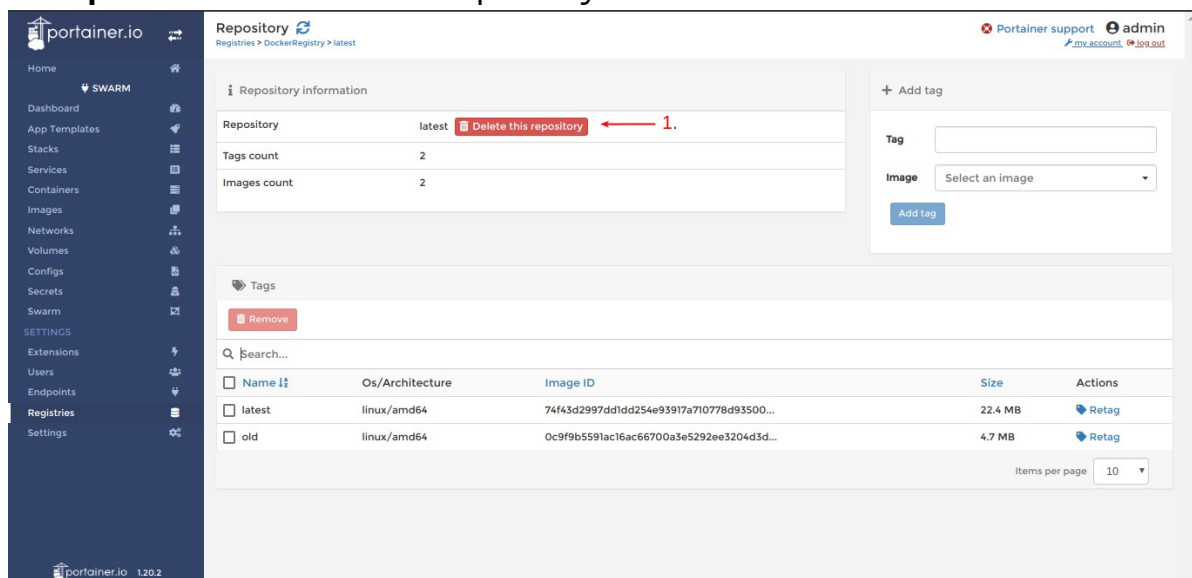 portainer.io
Home
SWARM
Dashboard
App Templates
Stacks
Services
Containers
Images
Networks
Volumes
Configs
Secrets
Swarm
SETTINGS
Extensions
Users
Endpoints
Registries
Settings
portainer.io 1.20.2
Repository
Registries > DockerRegistry > latest
Portainer support admin
my account log out
Repository information
Repository latest Delete this repository 1.
Tags count 2
Images count 2
+ Add tag
Tag
Image Select an image
Add tag
Tags
Remove
Search...
Name Os/Architecture Image ID Size Actions
latest linux/amd64 74f43d2997dd1dd254e93917a710778d93500... 22.4 MB Retag
old linux/amd64 0c9f9b5591ac16ac66700a3e5292ee3204d3d... 4.7 MB Retag
Items per page 10